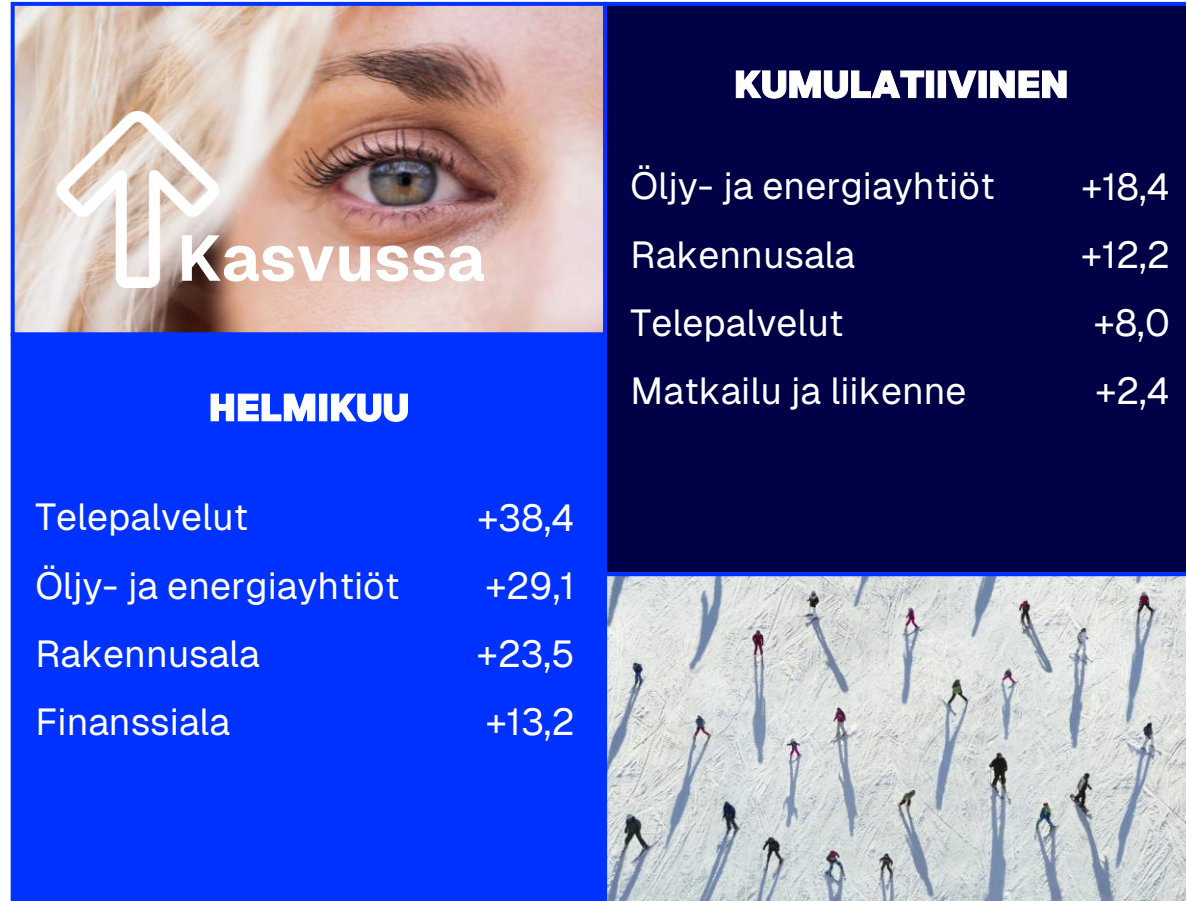 Kasvussa
HELMIKUU
Telepalvelut +38,4
Öljy- ja energiayhtiöt +29,1
Rakennusala +23,5
Finanssiala +13,2
KUMULATIIVINEN
Öljy- ja energiayhtiöt +18,4
Rakennusala +12,2
Telepalvelut +8,0
Matkailu ja liikenne +2,4